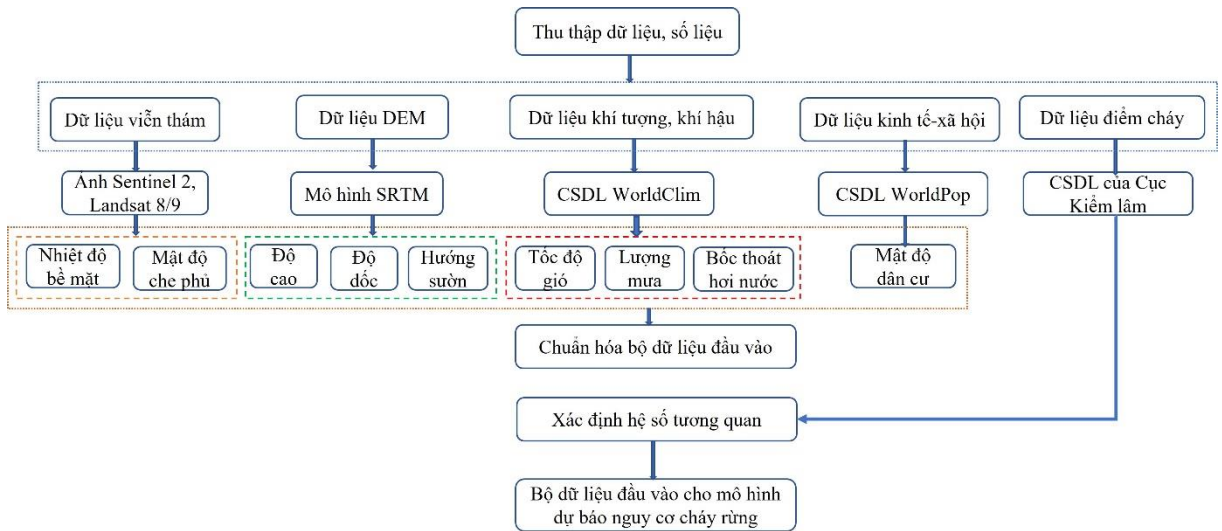 Thu thập dữ liệu, số liệu
Dữ liệu viễn thám
Dữ liệu DEM
Dữ liệu khí tượng, khí hậu
Dữ liệu kinh tế-xã hội
Dữ liệu điểm cháy
Ảnh Sentinel 2,
Landsat 8/9
Mô hình SRTM
CSDL WorldClim
CSDL WorldPop
CSDL của Cục
Kiểm lâm
Nhiệt độ
bề mặt
Mật độ
che phủ
Độ
cao
Độ
dốc
Hướng
sườn
Tốc độ
gió
Lượng
mưa
Bốc thoát
hơi nước
Mật độ
dân cư
Chuẩn hóa bộ dữ liệu đầu vào
Xác định hệ số tương quan
Bộ dữ liệu đầu vào cho mô hình
dự báo nguy cơ cháy rừng